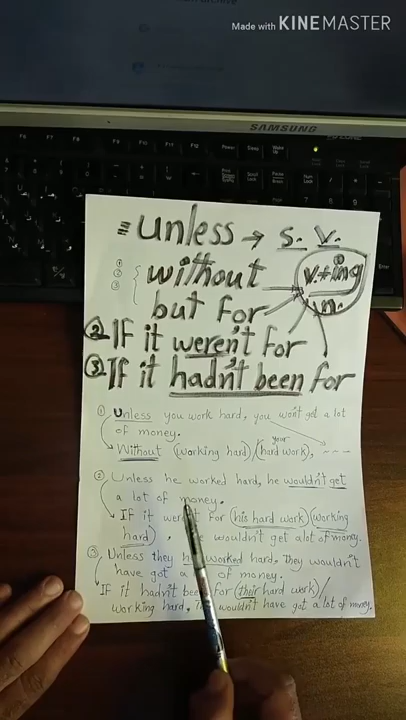 Made with KINEMASTER
SAMSUNG
= unless → s. v.
① ② ③ { without v.+ing
but for n.
② If it weren't for
③ If it hadn't been for
① Unless you work hard, you won't get a lot
of money.
your
Without (working hard)/(hard work), ~ ~ ~
② Unless he worked hard, he wouldn't get
a lot of money.
If it weren't for (his hard work)(working
hard), wouldn't get a lot of money.
③ Unless they worked hard, They wouldn't
have got a of money.
If it hadn't been for (their hard work)/
working hard, wouldn't have got a lot of money.